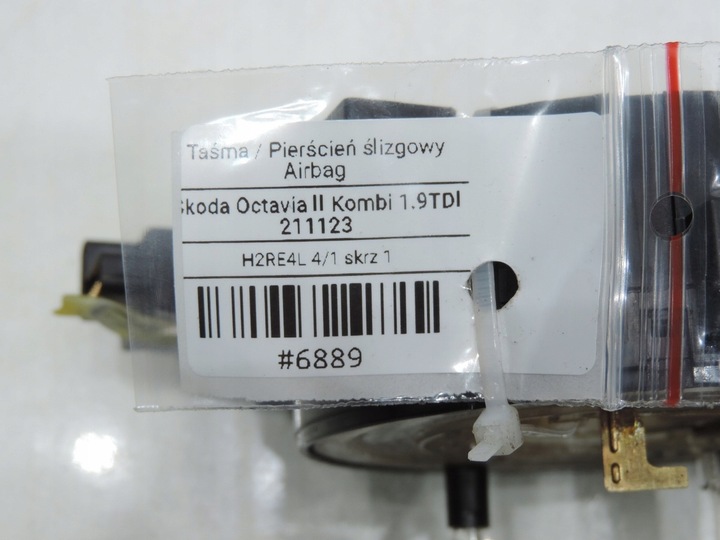 Taśma / Pierścień ślizgowy
Airbag
Skoda Octavia II Kombi 1.9TDI
211123
H2RE4L 4/1 skrz 1
#6889